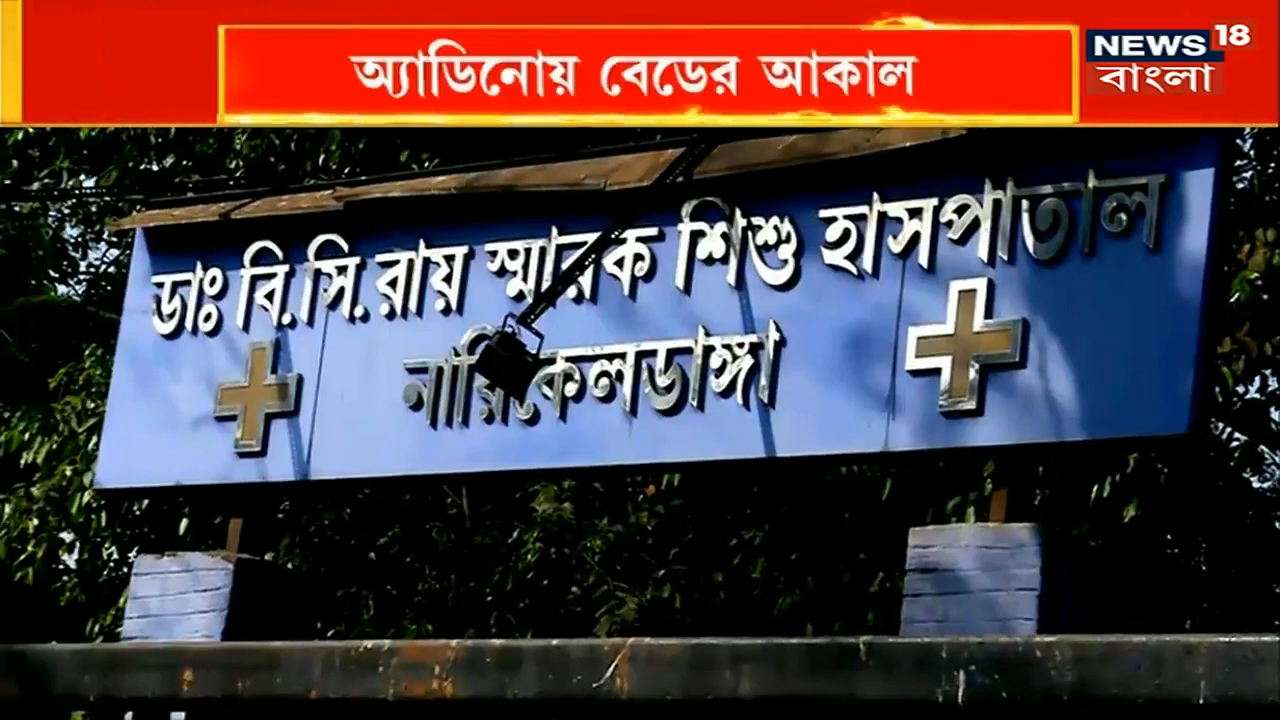 অ্যাডিনোয় বেডের আকাল
NEWS 18
বাংলা
ডাঃ বি.সি.রায় স্মারক শিশু হাসপাতাল
নারিকেলডাঙ্গা